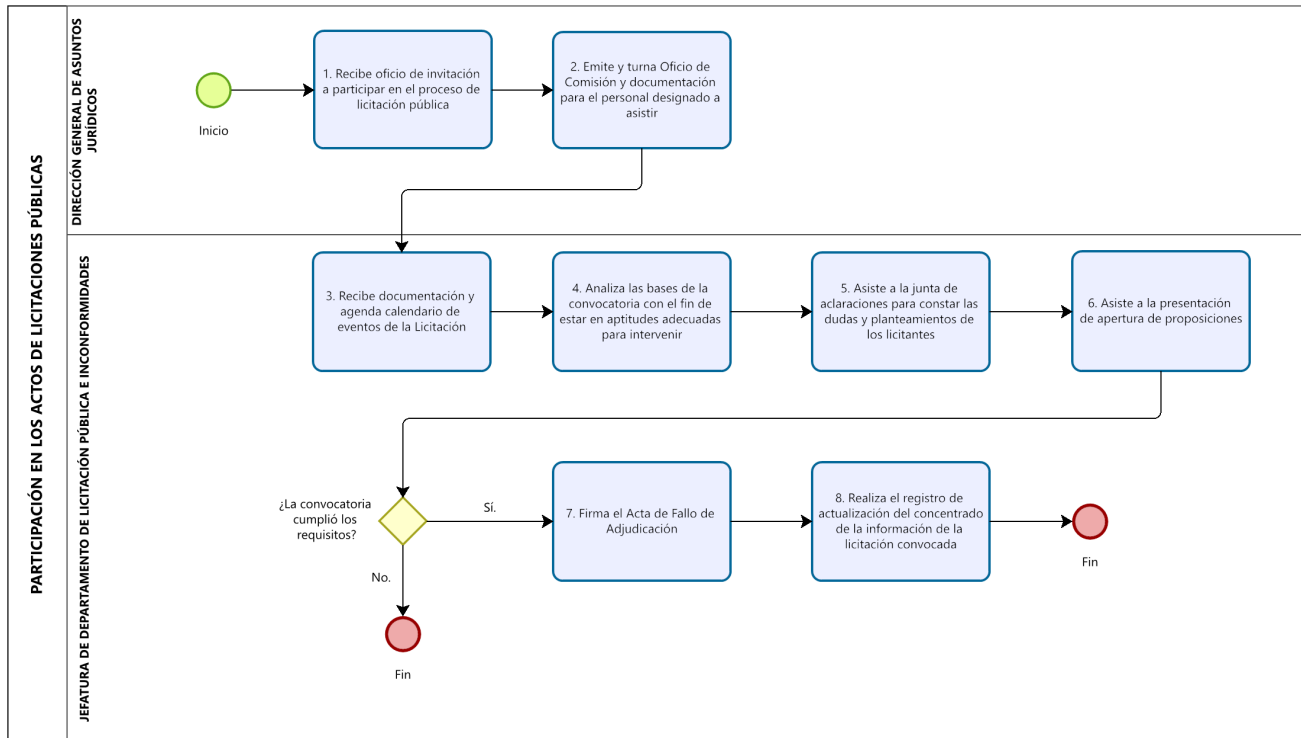 PARTICIPACIÓN EN LOS ACTOS DE LICITACIONES PÚBLICAS
DIRECCIÓN GENERAL DE ASUNTOS
JURÍDICOS
Inicio
1. Recibe oficio de invitación
a participar en el proceso de
licitación pública
2. Emite y turna Oficio de
Comisión y documentación
para el personal designado a
asistir
JEFATURA DE DEPARTAMENTO DE LICITACIÓN PÚBLICA E INCONFORMIDADES
3. Recibe documentación y
agenda calendario de
eventos de la Licitación
4. Analiza las bases de la
convocatoria con el fin de
estar en aptitudes adecuadas
para intervenir
5. Asiste a la junta de
aclaraciones para constar las
dudas y planteamientos de
los licitantes
6. Asiste a la presentación
de apertura de proposiciones
¿La convocatoria
cumplió los
requisitos?
Sí.
No.
7. Firma el Acta de Fallo de
Adjudicación
8. Realiza el registro de
actualización del concentrado
de la información de la
licitación convocada
Fin
Fin